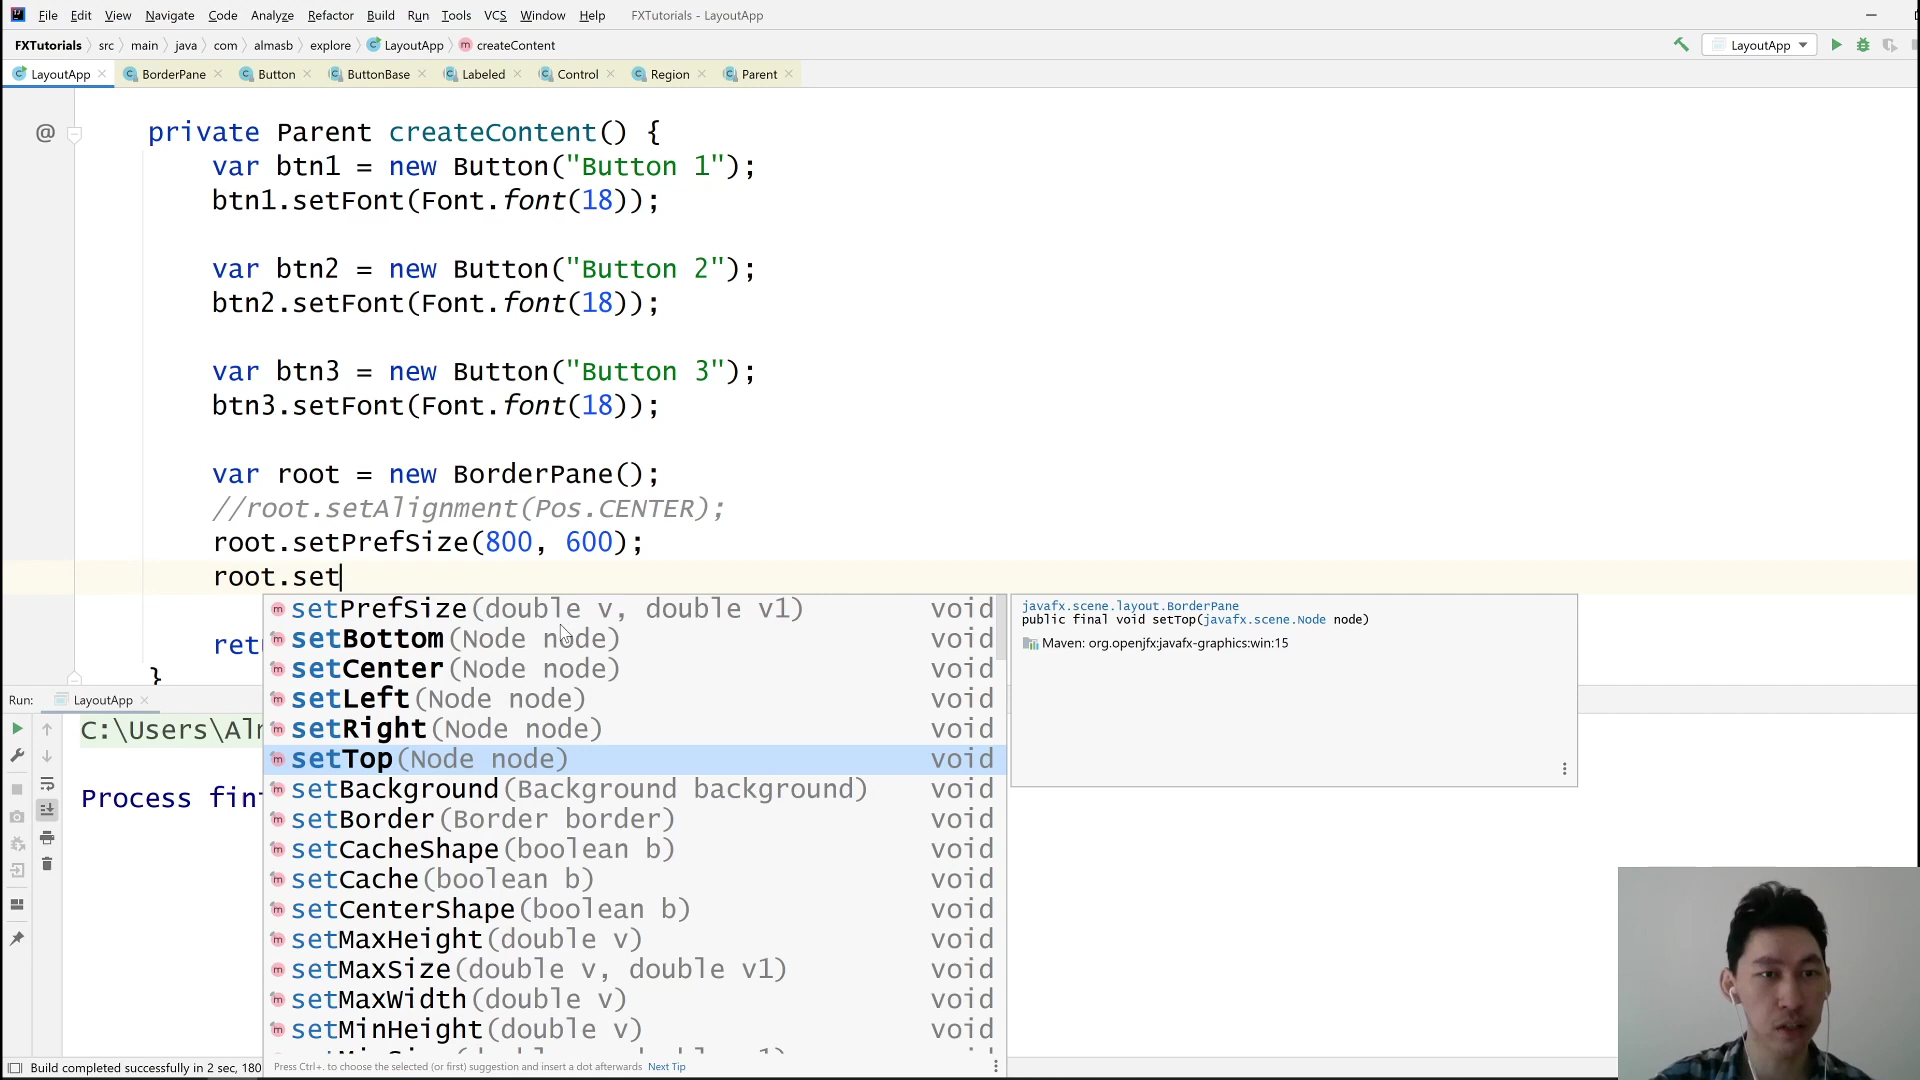 File Edit View Navigate Code Analyze Refactor Build Run Tools VCS Window Help FXTutorials - LayoutApp
FXTutorials src main java com almasb explore LayoutApp createContent LayoutApp
LayoutApp BorderPane Button ButtonBase Labeled Control Region Parent
@ private Parent createContent() {
var btn1 = new Button("Button 1");
btn1.setFont(Font.font(18));
var btn2 = new Button("Button 2");
btn2.setFont(Font.font(18));
var btn3 = new Button("Button 3");
btn3.setFont(Font.font(18));
var root = new BorderPane();
//root.setAlignment(Pos.CENTER);
root.setPrefSize(800, 600);
root.set
setPrefSize(double v, double v1) void
setBottom(Node node) void
setCenter(Node node) void
setLeft(Node node) void
setRight(Node node) void
setTop(Node node) void
setBackground(Background background) void
setBorder(Border border) void
setCacheShape(boolean b) void
setCache(boolean b) void
setCenterShape(boolean b) void
setMaxHeight(double v) void
setMaxSize(double v, double v1) void
setMaxWidth(double v) void
setMinHeight(double v) void
Press Ctrl+. to choose the selected (or first) suggestion and insert a dot afterwards Next Tip
javafx.scene.layout.BorderPane
public final void setTop(javafx.scene.Node node)
Maven: org.openjfx:javafx-graphics:win:15
ret
}
Run: LayoutApp
C:\Users\Alm
Process fin
Build completed successfully in 2 sec, 180